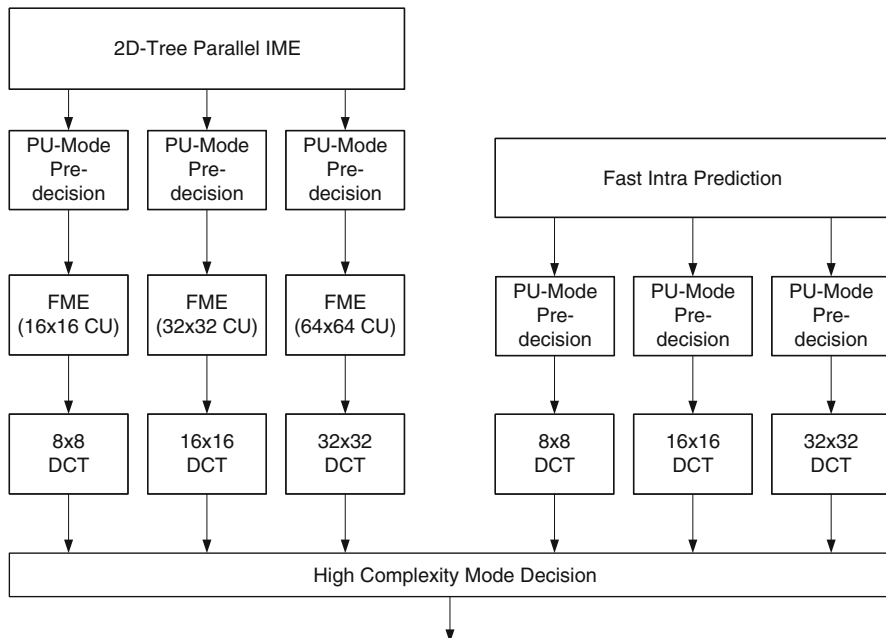 2D-Tree Parallel IME
PU-Mode
Pre-
decision
PU-Mode
Pre-
decision
PU-Mode
Pre-
decision
Fast Intra Prediction
FME
(16x16 CU)
FME
(32x32 CU)
FME
(64x64 CU)
PU-Mode
Pre-
decision
PU-Mode
Pre-
decision
PU-Mode
Pre-
decision
8x8
DCT
16x16
DCT
32x32
DCT
8x8
DCT
16x16
DCT
32x32
DCT
High Complexity Mode Decision